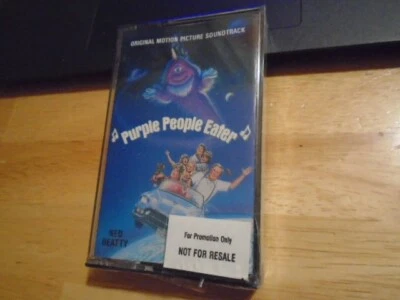 ORIGINAL MOTION PICTURE SOUNDTRACK
Purple People Eater
NED
BEATTY
For Promotion Only
NOT FOR RESALE